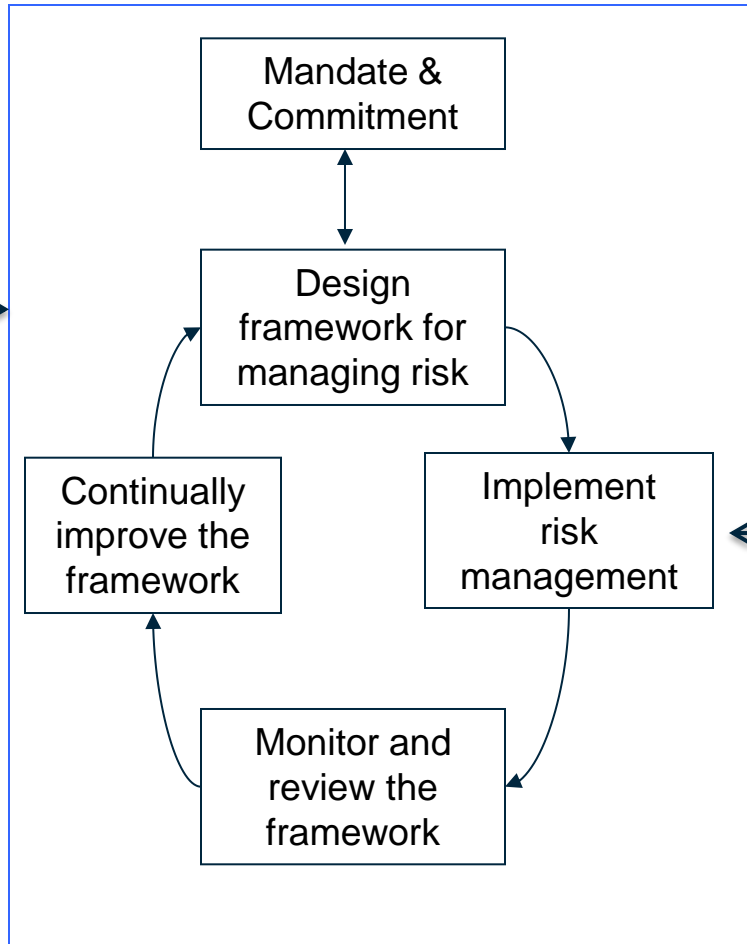 Mandate &
Commitment
Design
framework for
managing risk
Continually
improve the
framework
Implement
risk
management
Monitor and
review the
framework